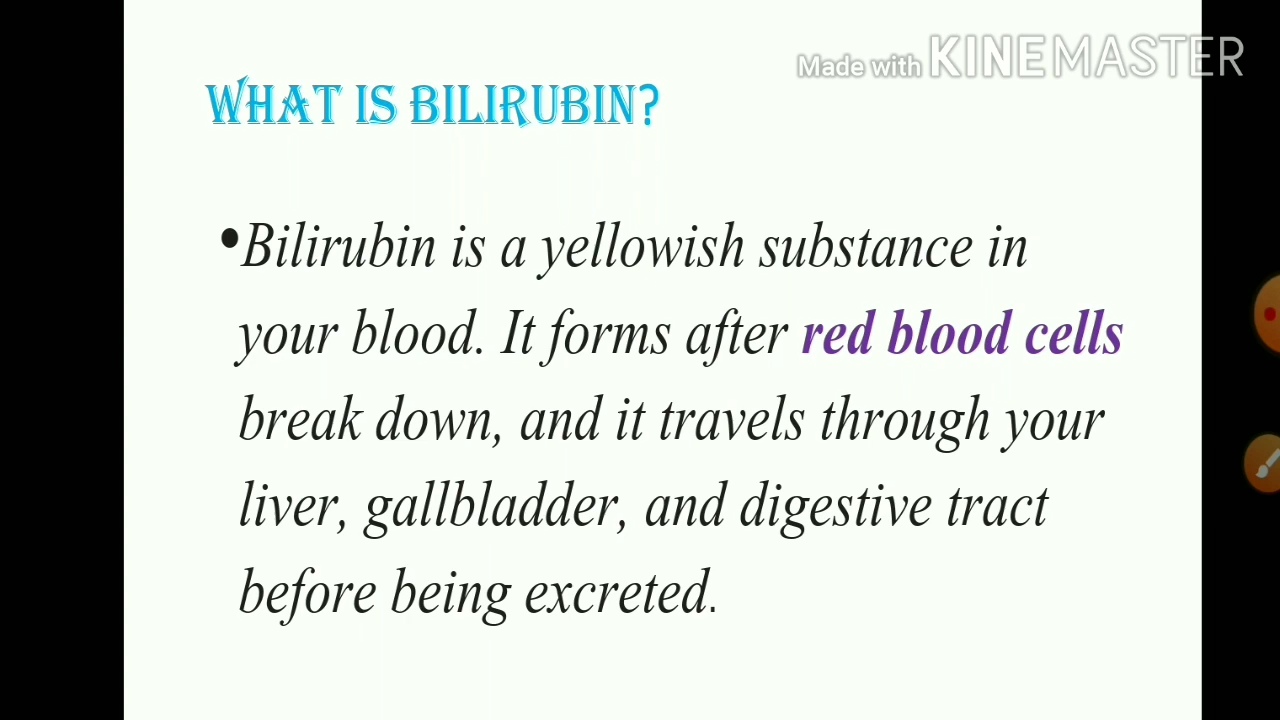 Made with KINEMASTER
WHAT IS BILIRUBIN?
•Bilirubin is a yellowish substance in
your blood. It forms after red blood cells
break down, and it travels through your
liver, gallbladder, and digestive tract
before being excreted.